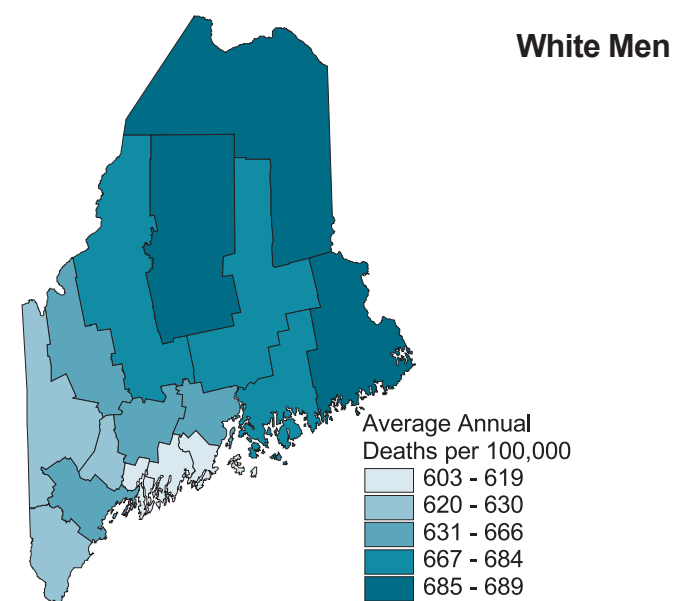 White Men
Average Annual
Deaths per 100,000
603 - 619
620 - 630
631 - 666
667 - 684
685 - 689